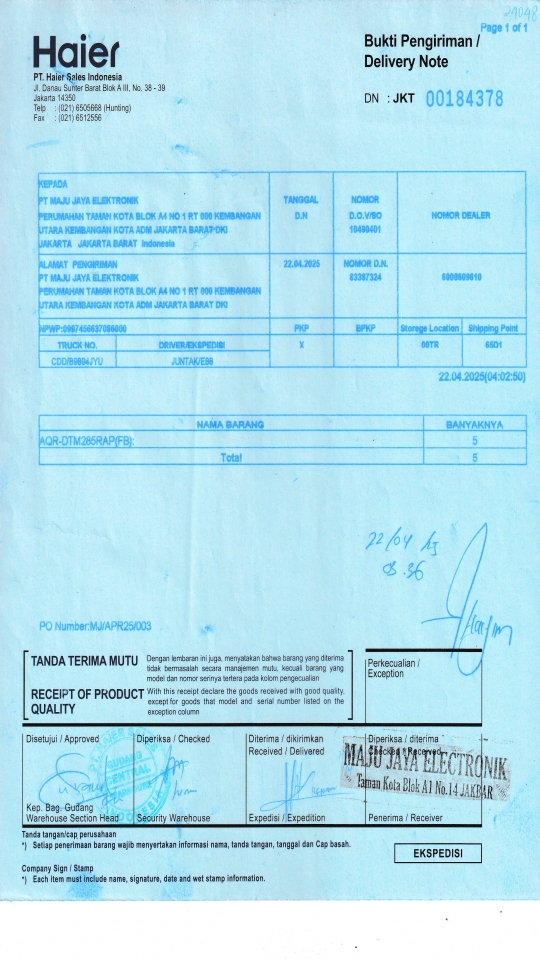 Page 1 of 1
Haier
PT. Haier Sales Indonesia
Jl. Danau Sunter Barat Blok A III, No. 38 - 39
Jakarta 14350
Telp : (021) 6505668 (Hunting)
Fax : (021) 6512556
Bukti Pengiriman /
Delivery Note
DN : JKT 00184378
KEPADA
PT MAJU JAYA ELEKTRONIK
PERUMAHAN TAMAN KOTA BLOK A4 NO 1 RT 000 KEMBANGAN
UTARA KEMBANGAN KOTA ADM JAKARTA BARAT DKI
JAKARTA JAKARTA BARAT Indonesia
TANGGAL
D.N
NOMOR
D.O.V/SO
10490401
NOMOR DEALER
ALAMAT PENGIRIMAN
PT MAJU JAYA ELEKTRONIK
PERUMAHAN TAMAN KOTA BLOK A4 NO 1 RT 000 KEMBANGAN
UTARA KEMBANGAN KOTA ADM JAKARTA BARAT DKI
22.04.2025
NOMOR D.N.
83387324
PKP
BPKP
Storage Location
Shipping Point
TRUCK NO.
DRIVER/EKSPEDISI
X
JUNTAK/E98
22.04.2025(04:02:50)
NAMA BARANG
BANYAKNYA
AQR-DTM285RAP(FB):
5
Total
5
22/04
PO Number:MJ/APR25/003
TANDA TERIMA MUTU
Dengan lembaran ini juga, menyatakan bahwa barang yang diterima
tidak bermasalah secara manajemen mutu, kecuali barang yang
model dan nomor serinya tertera pada kolom pengecualian
RECEIPT OF PRODUCT
QUALITY
With this receipt declare the goods received with good quality,
except for goods that model and serial number listed on the
exception column
Perkecualian /
Exception
Disetujui / Approved
Diperiksa / Checked
Diterima / dikirimkan
Received / Delivered
Diperiksa / diterima
Checked / Received
MAJU JAYA ELECTRONIK
Taman Kota Blok A1 No.14 JAKBAR
GUDANG
CENTRAL
Kep. Bag. Gudang
Warehouse Section Head
Security Warehouse
Expedisi / Expedition
Penerima / Receiver
Tanda tangan/cap perusahaan
*) Setiap penerimaan barang wajib menyertakan informasi nama, tanda tangan, tanggal dan Cap basah.
EKSPEDISI
Company Sign / Stamp
*) Each item must include name, signature, date and wet stamp information.